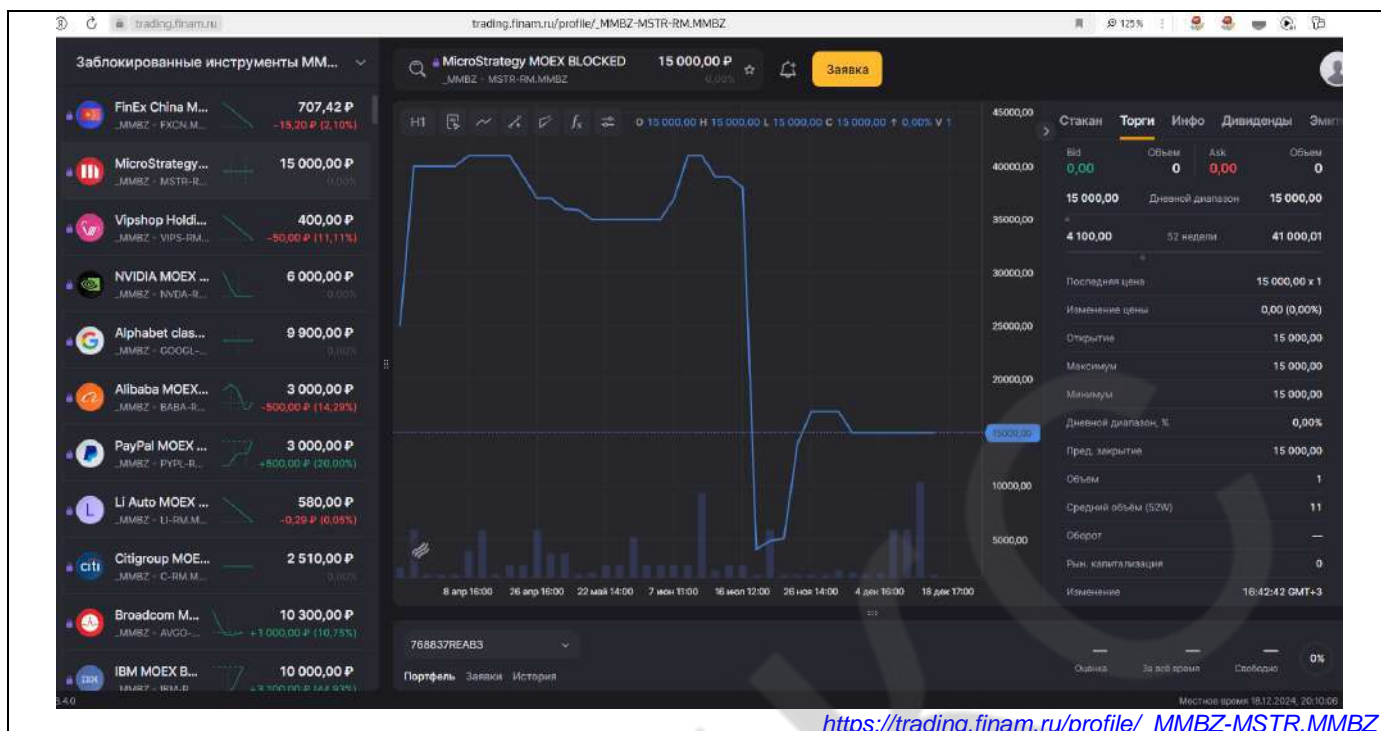 trading.finam.ru
trading.finam.ru/profile/_MMBZ-MSTR-RM.MMBZ
125 %
Заблокированные инструменты MM...
FinEx China M...
707,42 ₽
_MMBZ - FXCN.M...
−15,20 ₽ (2,10%)
MicroStrategy...
15 000,00 ₽
_MMBZ - MSTR-R...
0,00%
Vipshop Holdi...
400,00 ₽
_MMBZ - VIPS-RM...
−50,00 ₽ (11,11%)
NVIDIA MOEX ...
6 000,00 ₽
_MMBZ - NVDA-R...
0,00%
Alphabet clas...
9 900,00 ₽
_MMBZ - GOOGL-...
0,00%
Alibaba MOEX...
3 000,00 ₽
_MMBZ - BABA-R...
-500,00 ₽ (14,29%)
PayPal MOEX ...
3 000,00 ₽
_MMBZ - PYPL-R...
+500,00 ₽ (20,00%)
Li Auto MOEX ...
580,00 ₽
_MMBZ - LI-RM.M...
−0,29 ₽ (0,05%)
Citigroup MOE...
2 510,00 ₽
_MMBZ - C-RM.M...
0,00%
Broadcom M...
10 300,00 ₽
_MMBZ - AVGO-...
+1 000,00 ₽ (10,75%)
IBM MOEX B...
10 000,00 ₽
_MMBZ - IBM-R...
+3 100,00 ₽ (44,93%)
MicroStrategy MOEX BLOCKED
15 000,00 ₽
_MMBZ - MSTR-RM.MMBZ
0,00%
Заявка
H1
O 15 000,00 H 15 000,00 L 15 000,00 C 15 000,00 ↑ 0,00% V 1
45000,00
40000,00
35000,00
30000,00
25000,00
20000,00
15000,00
10000,00
5000,00
8 апр 16:00 26 апр 16:00 22 май 14:00 7 июн 11:00 16 июл 12:00 26 ноя 14:00 4 дек 16:00 18 дек 17:00
768837REAB3
Портфель Заявки История
Оценка За всё время Свободно
0%
Стакан Торги Инфо Дивиденды Эмит
Bid Объем Ask Объем
0,00 0 0,00 0
15 000,00 Дневной диапазон 15 000,00
4 100,00 52 недели 41 000,01
Последняя цена 15 000,00 x 1
Изменение цены 0,00 (0,00%)
Открытие 15 000,00
Максимум 15 000,00
Минимум 15 000,00
Дневной диапазон, % 0,00%
Пред. закрытие 15 000,00
Объем 1
Средний объём (52W) 11
Оборот —
Рын. капитализация 0
Изменение 16:42:42 GMT+3
Местное время 18.12.2024, 20:10:06
https://trading.finam.ru/profile/_MMBZ-MSTR.MMBZ